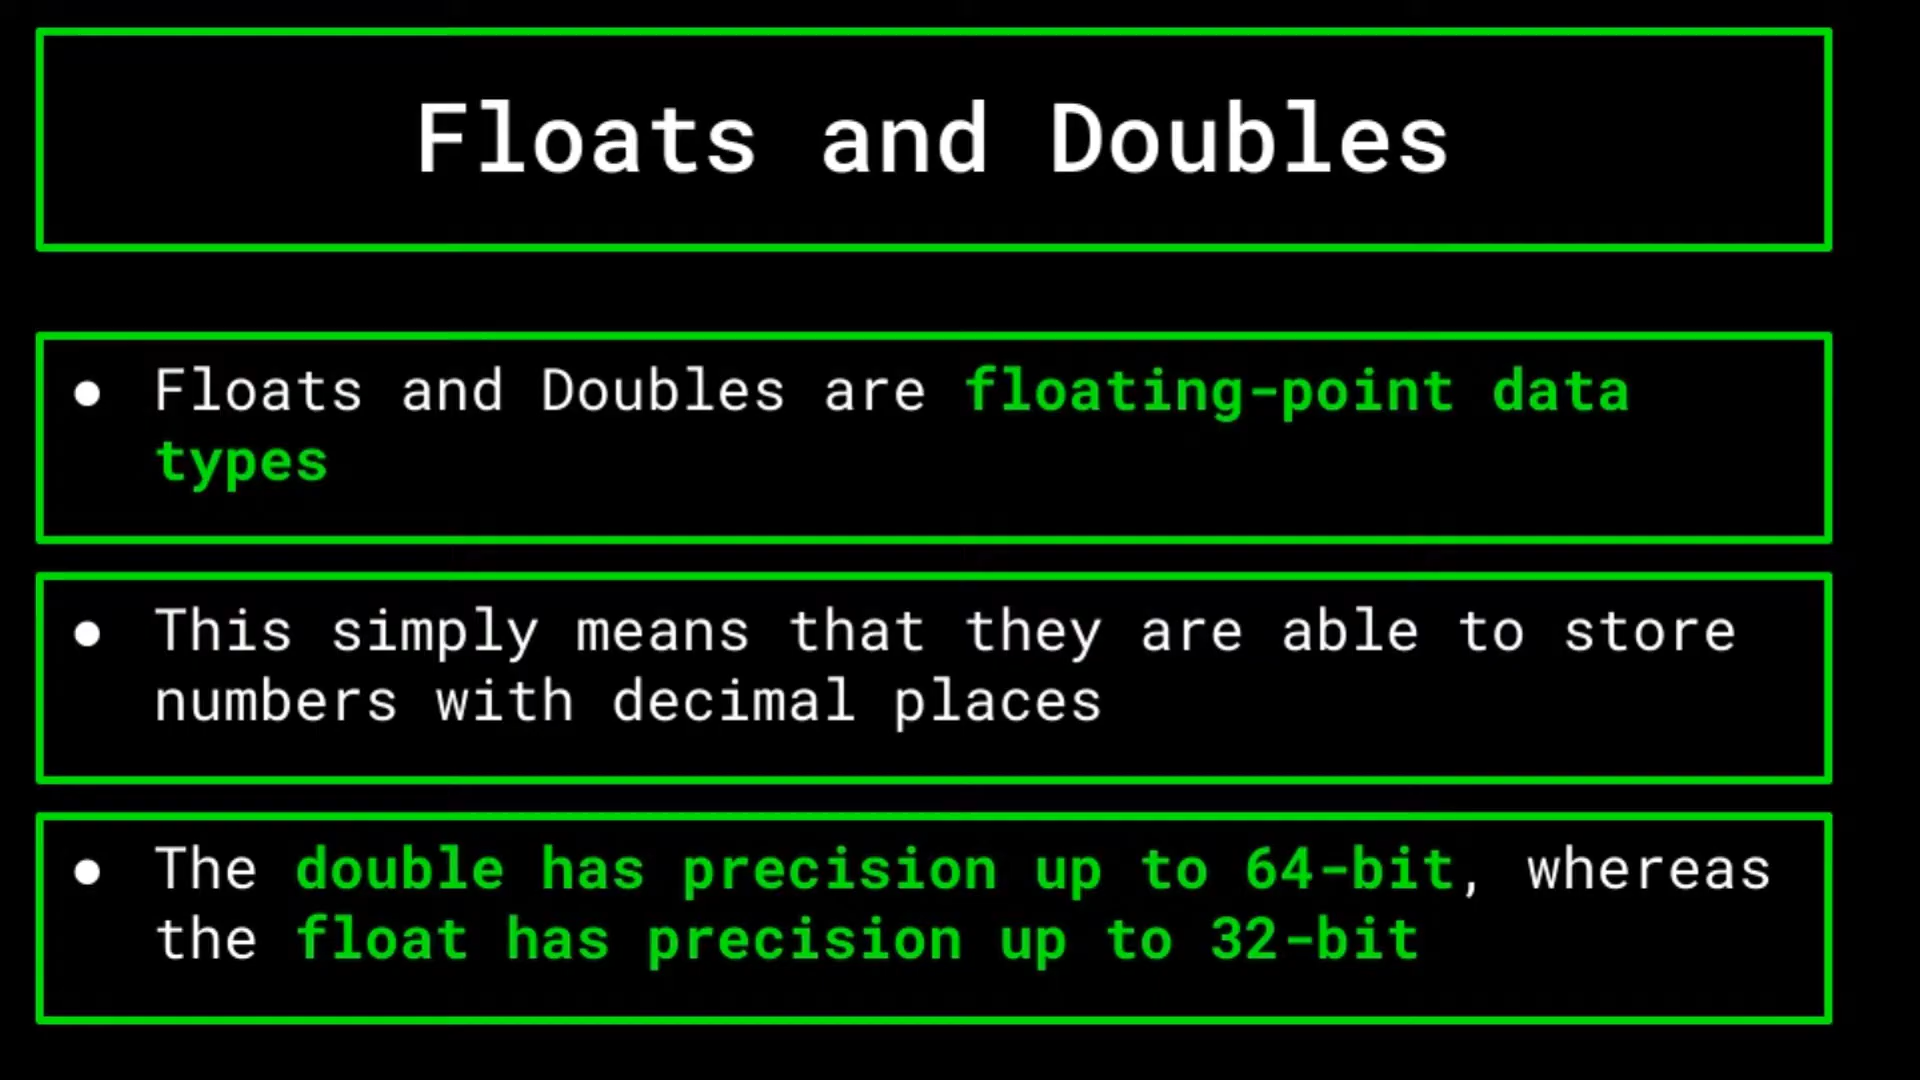 Floats and Doubles
● Floats and Doubles are floating-point data
types
● This simply means that they are able to store
numbers with decimal places
● The double has precision up to 64-bit, whereas
the float has precision up to 32-bit